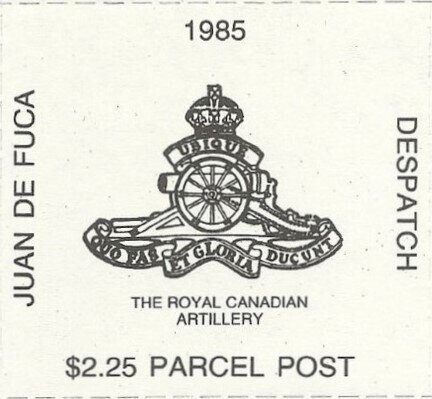 1985
JUAN DE FUCA
DESPATCH
UBIQUE
QUO FAS ET GLORIA DUCUNT
THE ROYAL CANADIAN
ARTILLERY
$2.25 PARCEL POST